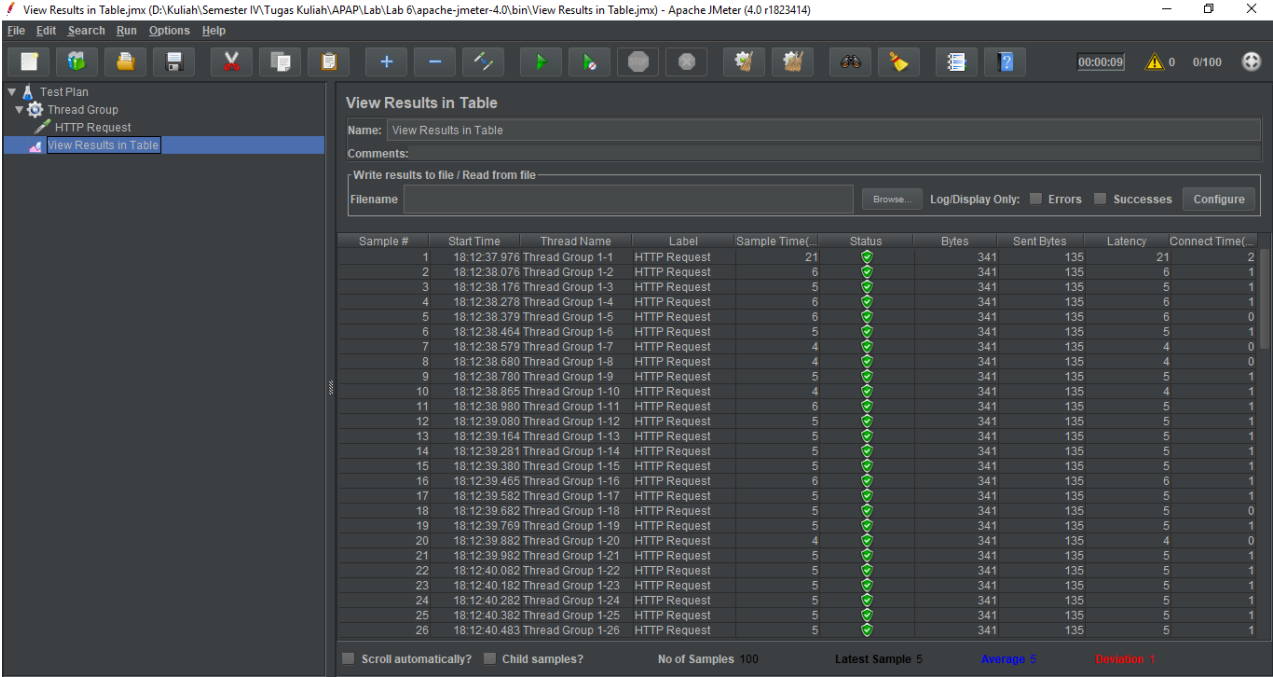 View Results in Table.jmx (D:\Kuliah\Semester IV\Tugas Kuliah\APAP\Lab\Lab 6\apache-jmeter-4.0\bin\View Results in Table.jmx) - Apache JMeter (4.0 r1823414)
File Edit Search Run Options Help
00:00:09 0 0/100
Test Plan
Thread Group
HTTP Request
View Results in Table
View Results in Table
Name: View Results in Table
Comments:
Write results to file / Read from file
Filename Browse... Log/Display Only: Errors Successes Configure
Sample # Start Time Thread Name Label Sample Time(... Status Bytes Sent Bytes Latency Connect Time(...
1 18:12:37.976 Thread Group 1-1 HTTP Request 21 341 135 21 2
2 18:12:38.076 Thread Group 1-2 HTTP Request 6 341 135 6 1
3 18:12:38.176 Thread Group 1-3 HTTP Request 5 341 135 5 1
4 18:12:38.278 Thread Group 1-4 HTTP Request 6 341 135 6 1
5 18:12:38.379 Thread Group 1-5 HTTP Request 6 341 135 6 0
6 18:12:38.464 Thread Group 1-6 HTTP Request 5 341 135 5 1
7 18:12:38.579 Thread Group 1-7 HTTP Request 4 341 135 4 0
8 18:12:38.680 Thread Group 1-8 HTTP Request 4 341 135 4 0
9 18:12:38.780 Thread Group 1-9 HTTP Request 5 341 135 5 1
10 18:12:38.865 Thread Group 1-10 HTTP Request 4 341 135 4 1
11 18:12:38.980 Thread Group 1-11 HTTP Request 6 341 135 5 1
12 18:12:39.080 Thread Group 1-12 HTTP Request 5 341 135 5 1
13 18:12:39.164 Thread Group 1-13 HTTP Request 5 341 135 5 1
14 18:12:39.281 Thread Group 1-14 HTTP Request 5 341 135 5 1
15 18:12:39.380 Thread Group 1-15 HTTP Request 5 341 135 5 1
16 18:12:39.465 Thread Group 1-16 HTTP Request 6 341 135 6 1
17 18:12:39.582 Thread Group 1-17 HTTP Request 5 341 135 5 1
18 18:12:39.682 Thread Group 1-18 HTTP Request 5 341 135 5 0
19 18:12:39.769 Thread Group 1-19 HTTP Request 5 341 135 5 1
20 18:12:39.882 Thread Group 1-20 HTTP Request 4 341 135 4 0
21 18:12:39.982 Thread Group 1-21 HTTP Request 5 341 135 5 1
22 18:12:40.082 Thread Group 1-22 HTTP Request 5 341 135 5 1
23 18:12:40.182 Thread Group 1-23 HTTP Request 5 341 135 5 1
24 18:12:40.282 Thread Group 1-24 HTTP Request 5 341 135 5 1
25 18:12:40.382 Thread Group 1-25 HTTP Request 5 341 135 5 1
26 18:12:40.483 Thread Group 1-26 HTTP Request 5 341 135 5 1
Scroll automatically? Child samples? No of Samples 100 Latest Sample 5 Average 5 Deviation 1